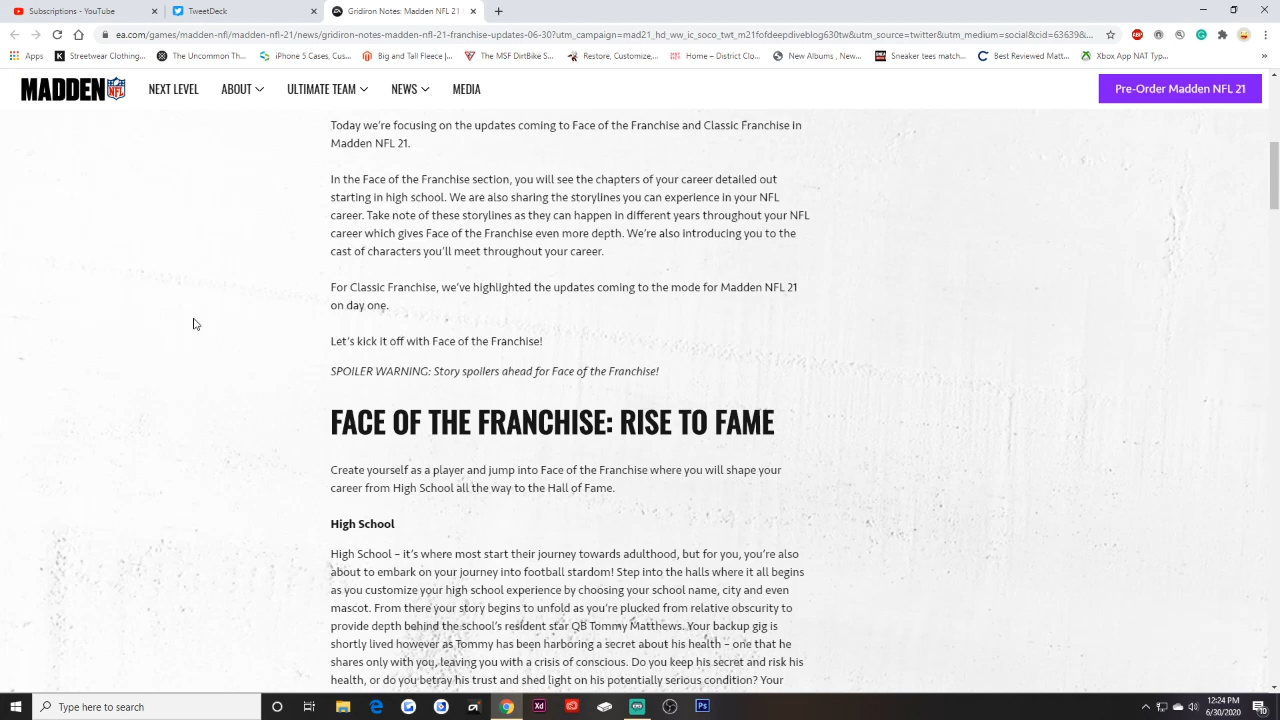 Subscriptions - YouTube
TweetDeck
Gridiron Notes: Madden NFL 21 F
ea.com/games/madden-nfl/madden-nfl-21/news/gridiron-notes-madden-nfl-21-franchise-updates-06-30?utm_campaign=mad21_hd_ww_ic_soco_twt_m21fofdeepdiveblog630tw&utm_source=twitter&utm_medium=social&cid=63639&...
Apps
Streetwear Clothing...
The Uncommon Th...
iPhone 5 Cases, Cus...
Big and Tall Fleece |...
The MSF DirtBike S...
Restore, Customize,...
Home – District Clo...
New Albums , New...
Sneaker tees match...
Best Reviewed Matt...
Xbox App NAT Typ...
»
MADDEN NFL
NEXT LEVEL
ABOUT
ULTIMATE TEAM
NEWS
MEDIA
Pre-Order Madden NFL 21
Today we're focusing on the updates coming to Face of the Franchise and Classic Franchise in
Madden NFL 21.
In the Face of the Franchise section, you will see the chapters of your career detailed out
starting in high school. We are also sharing the storylines you can experience in your NFL
career. Take note of these storylines as they can happen in different years throughout your NFL
career which gives Face of the Franchise even more depth. We're also introducing you to the
cast of characters you'll meet throughout your career.
For Classic Franchise, we've highlighted the updates coming to the mode for Madden NFL 21
on day one.
Let's kick it off with Face of the Franchise!
SPOILER WARNING: Story spoilers ahead for Face of the Franchise!
FACE OF THE FRANCHISE: RISE TO FAME
Create yourself as a player and jump into Face of the Franchise where you will shape your
career from High School all the way to the Hall of Fame.
High School
High School – it's where most start their journey towards adulthood, but for you, you're also
about to embark on your journey into football stardom! Step into the halls where it all begins
as you customize your high school experience by choosing your school name, city and even
mascot. From there your story begins to unfold as you're plucked from relative obscurity to
provide depth behind the school's resident star QB Tommy Matthews. Your backup gig is
shortly lived however as Tommy has been harboring a secret about his health – one that he
shares only with you, leaving you with a crisis of conscious. Do you keep his secret and risk his
health, or do you betray his trust and shed light on his potentially serious condition? Your
Type here to search
12:24 PM
6/30/2020